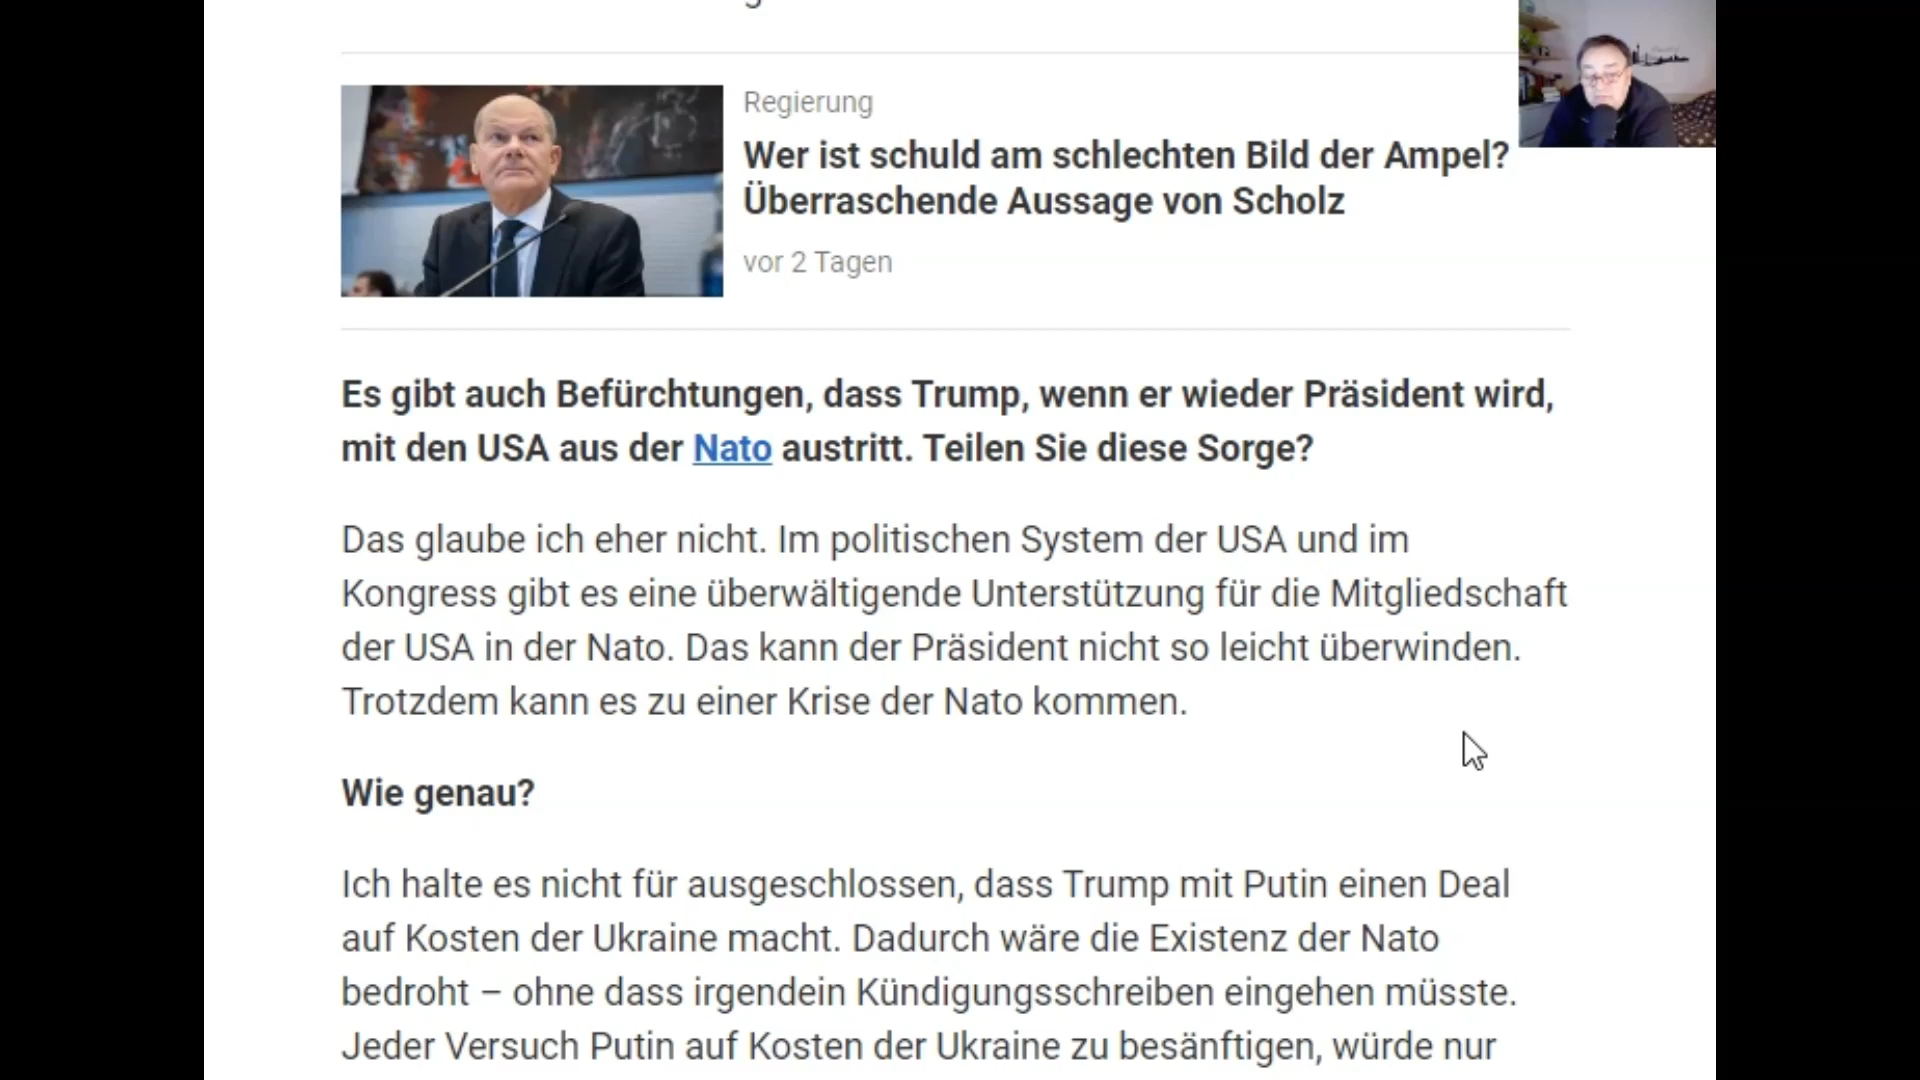 Regierung
Wer ist schuld am schlechten Bild der Ampel?
Überraschende Aussage von Scholz
vor 2 Tagen
Es gibt auch Befürchtungen, dass Trump, wenn er wieder Präsident wird,
mit den USA aus der Nato austritt. Teilen Sie diese Sorge?
Das glaube ich eher nicht. Im politischen System der USA und im
Kongress gibt es eine überwältigende Unterstützung für die Mitgliedschaft
der USA in der Nato. Das kann der Präsident nicht so leicht überwinden.
Trotzdem kann es zu einer Krise der Nato kommen.
Wie genau?
Ich halte es nicht für ausgeschlossen, dass Trump mit Putin einen Deal
auf Kosten der Ukraine macht. Dadurch wäre die Existenz der Nato
bedroht – ohne dass irgendein Kündigungsschreiben eingehen müsste.
Jeder Versuch Putin auf Kosten der Ukraine zu besänftigen, würde nur